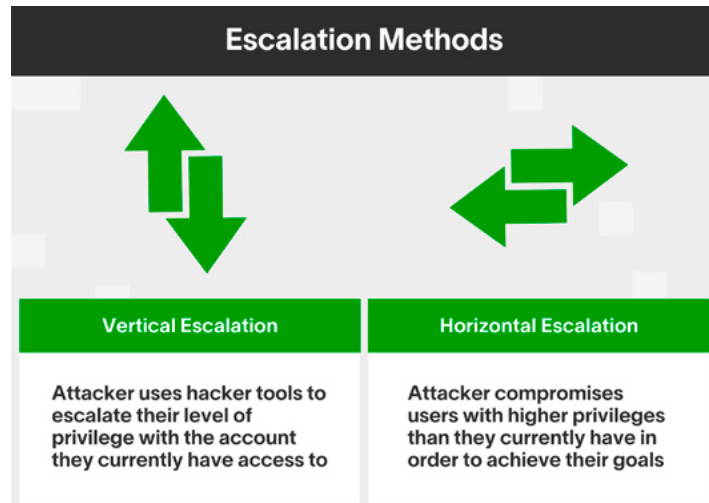 Escalation Methods
Vertical Escalation
Attacker uses hacker tools to
escalate their level of
privilege with the account
they currently have access to
Horizontal Escalation
Attacker compromises
users with higher privileges
than they currently have in
order to achieve their goals